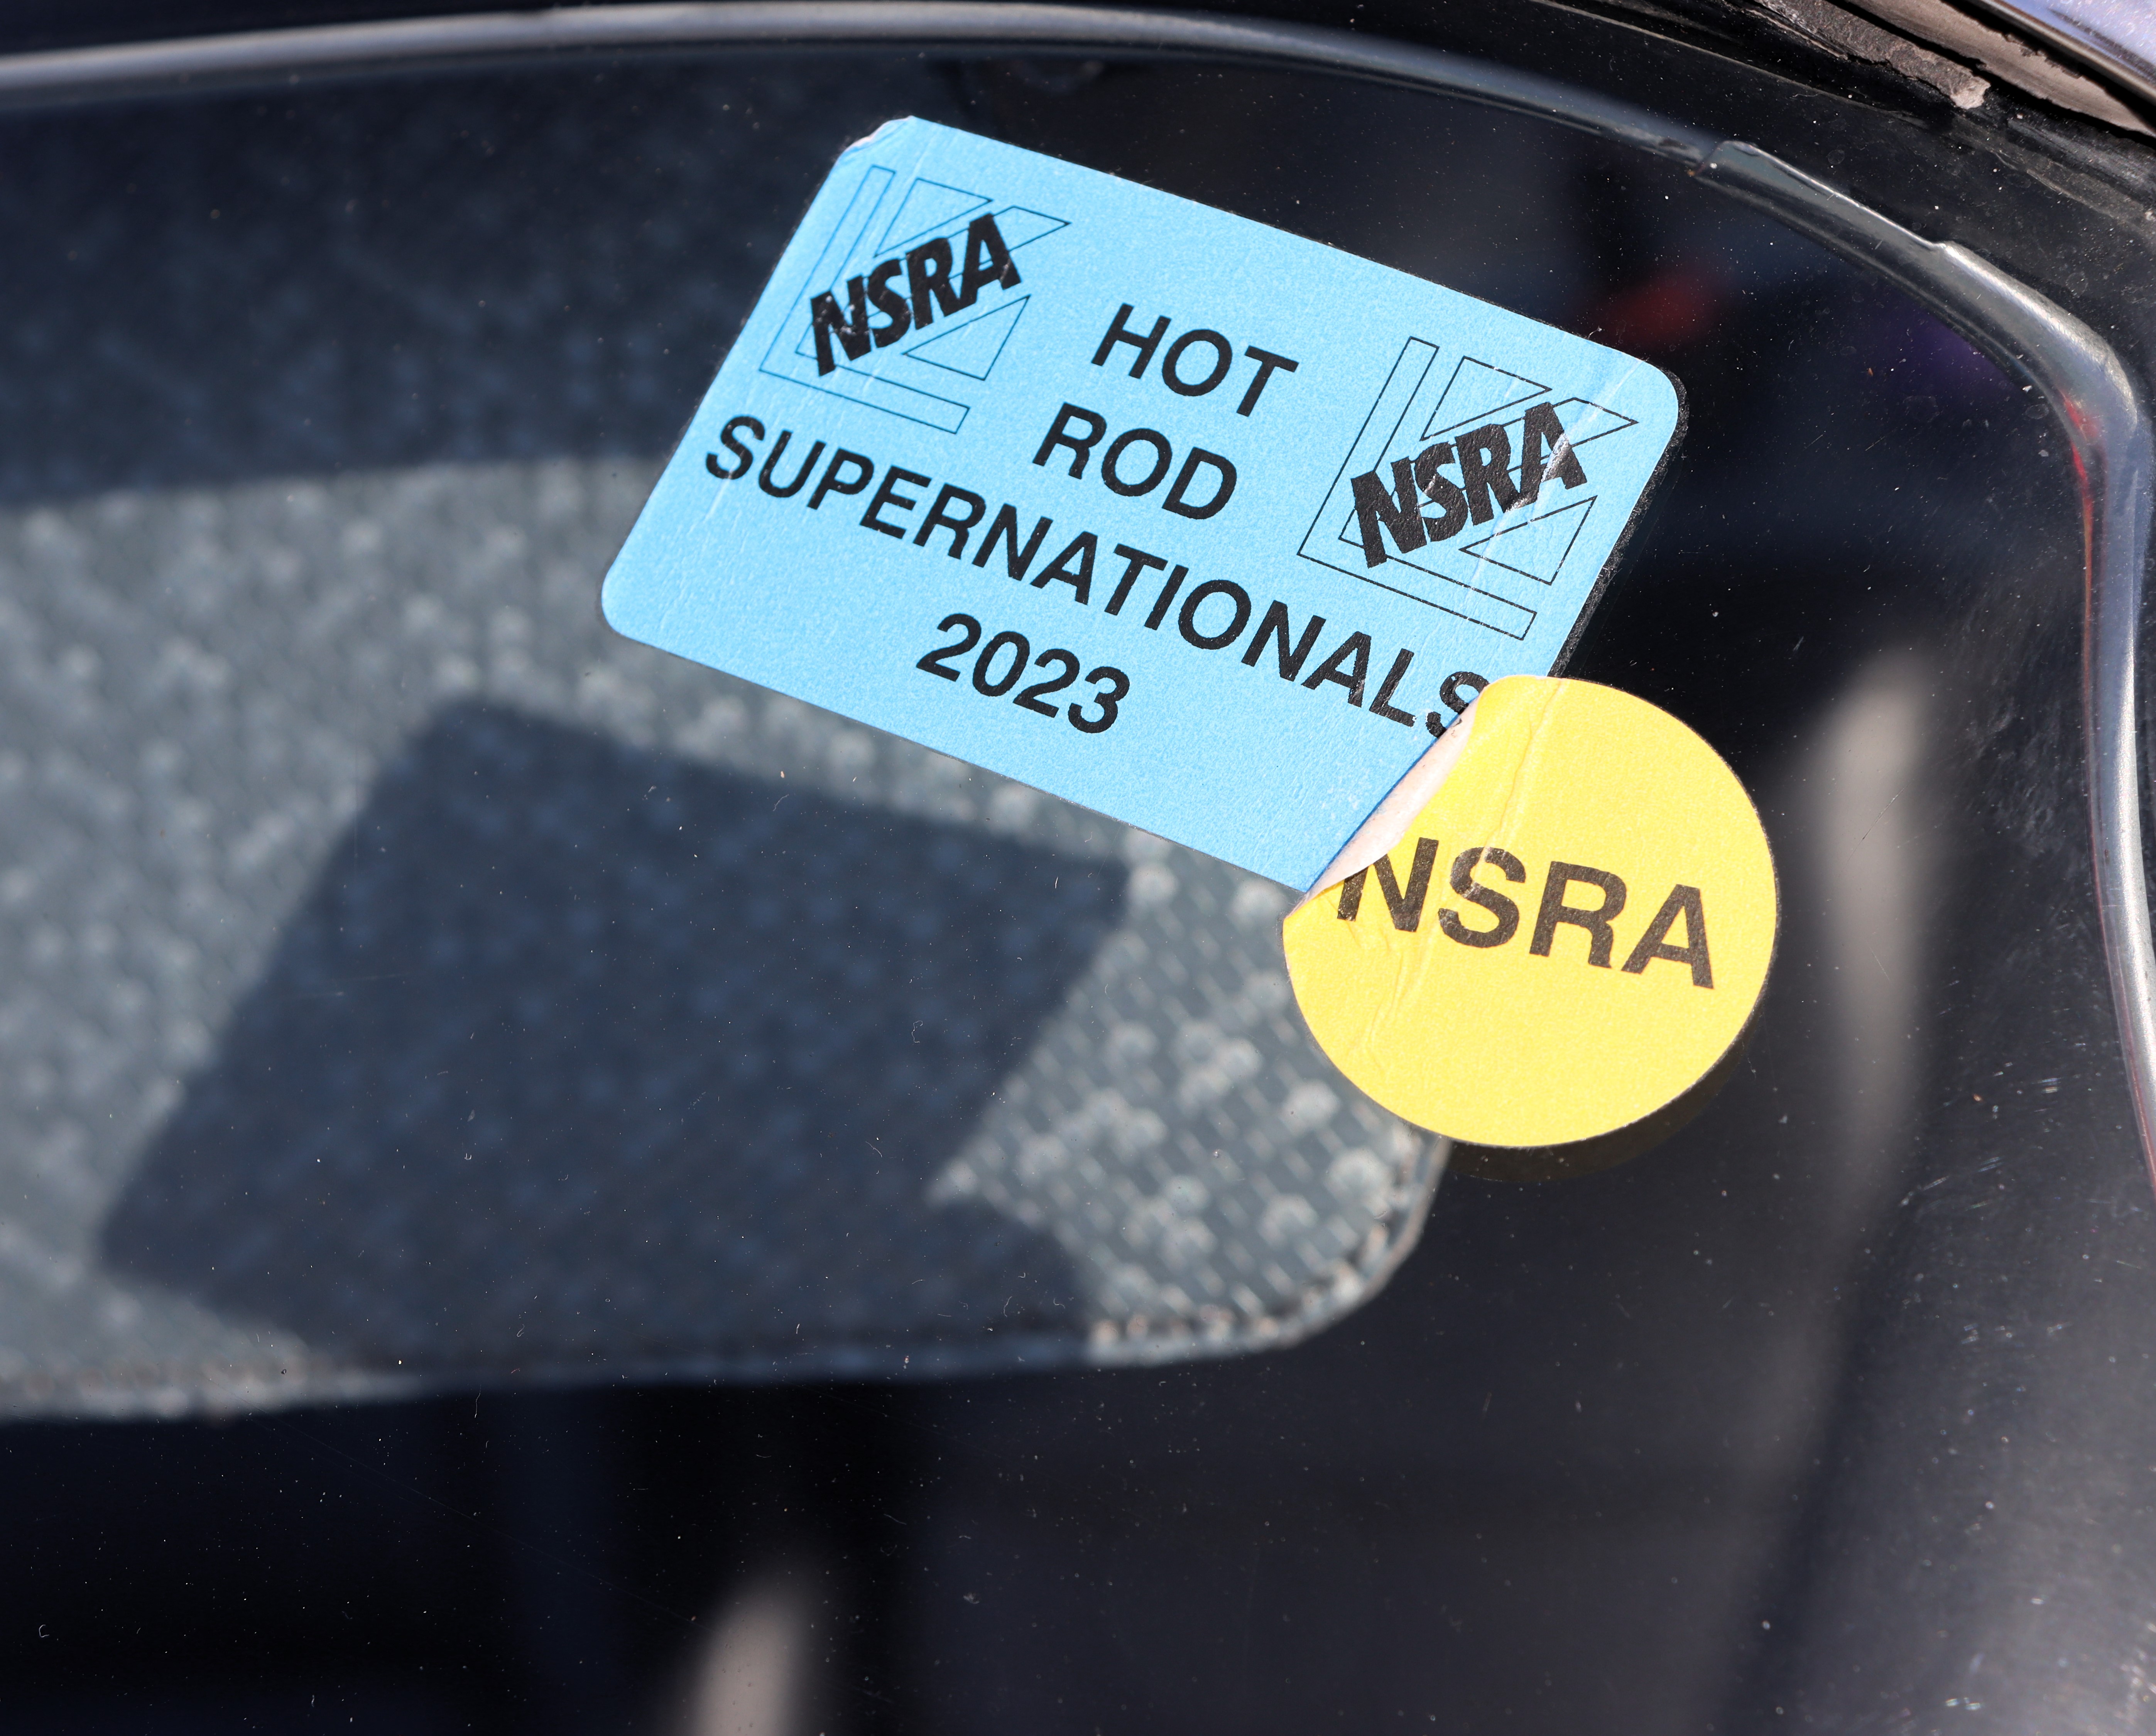 NSRA
HOT
ROD
NSRA
SUPERNATIONALS
2023
NSRA